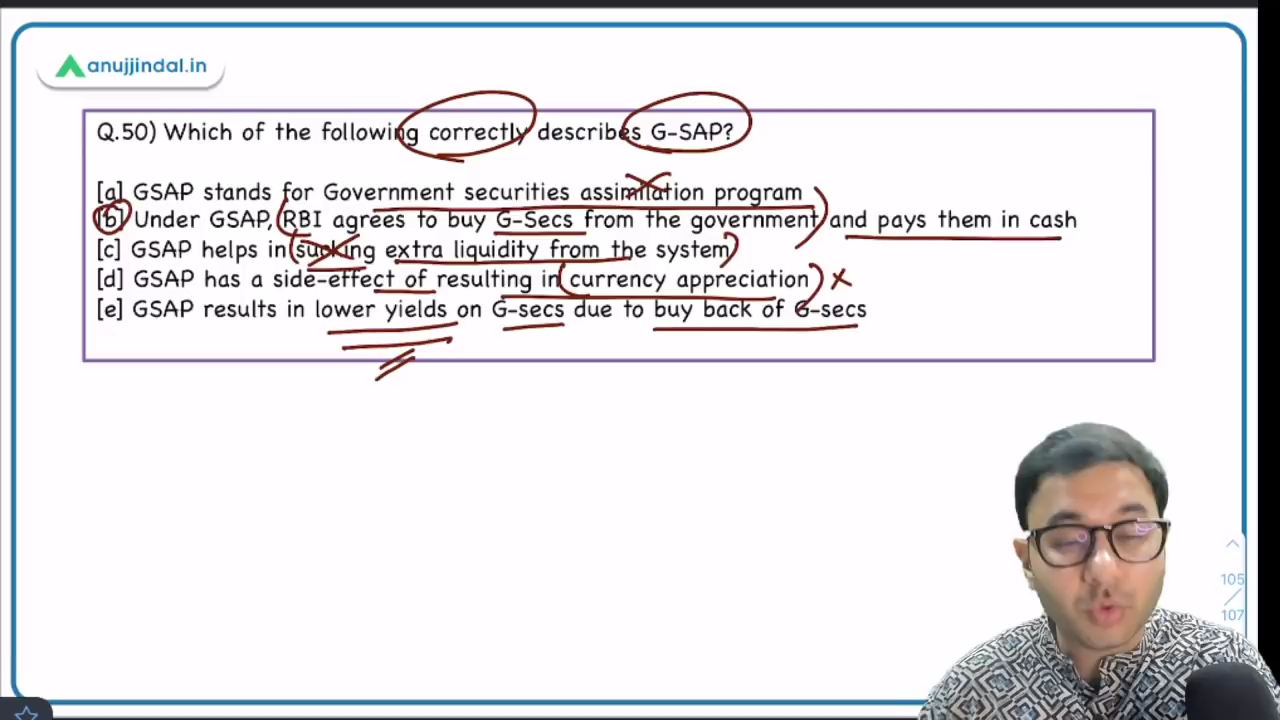 anujjindal.in
Q.50) Which of the following correctly describes G-SAP?
[a] GSAP stands for Government securities assimilation program
[b] Under GSAP, RBI agrees to buy G-Secs from the government and pays them in cash
[c] GSAP helps in sucking extra liquidity from the system
[d] GSAP has a side-effect of resulting in currency appreciation
[e] GSAP results in lower yields on G-secs due to buy back of G-secs
105
107